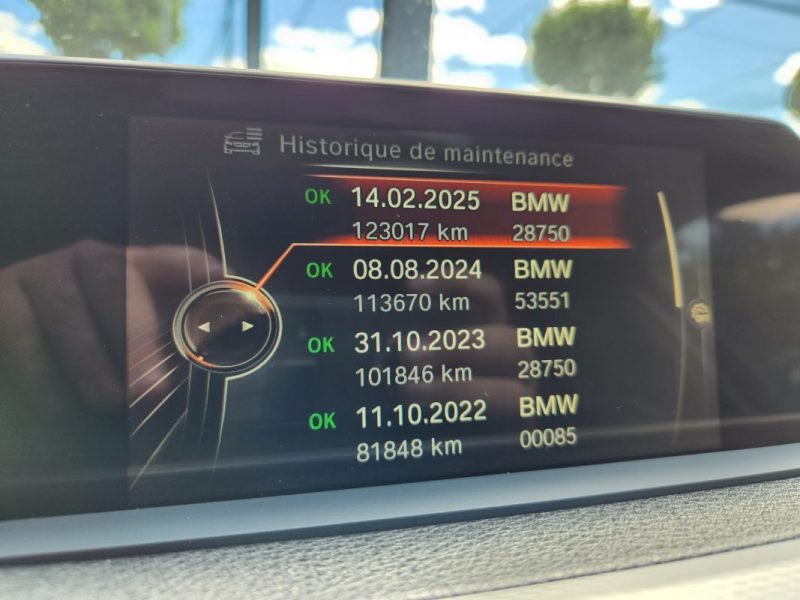 Historique de maintenance
OK 14.02.2025 BMW
123017 km 28750
OK 08.08.2024 BMW
113670 km 53551
OK 31.10.2023 BMW
101846 km 28750
OK 11.10.2022 BMW
81848 km 00085